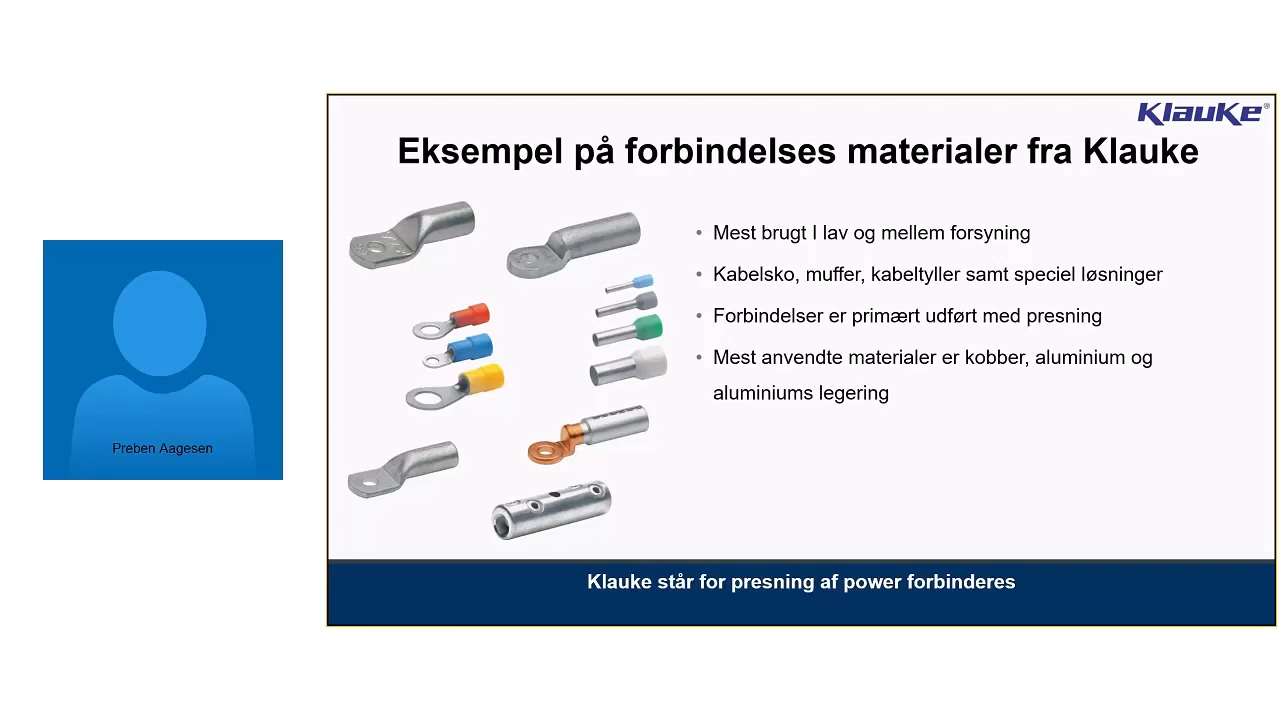 Klauke®
Eksempel på forbindelses materialer fra Klauke
• Mest brugt I lav og mellem forsyning
• Kabelsko, muffer, kabeltyller samt speciel løsninger
• Forbindelser er primært udført med presning
• Mest anvendte materialer er kobber, aluminium og
aluminiums legering
Preben Aagesen
Klauke står for presning af power forbinderes